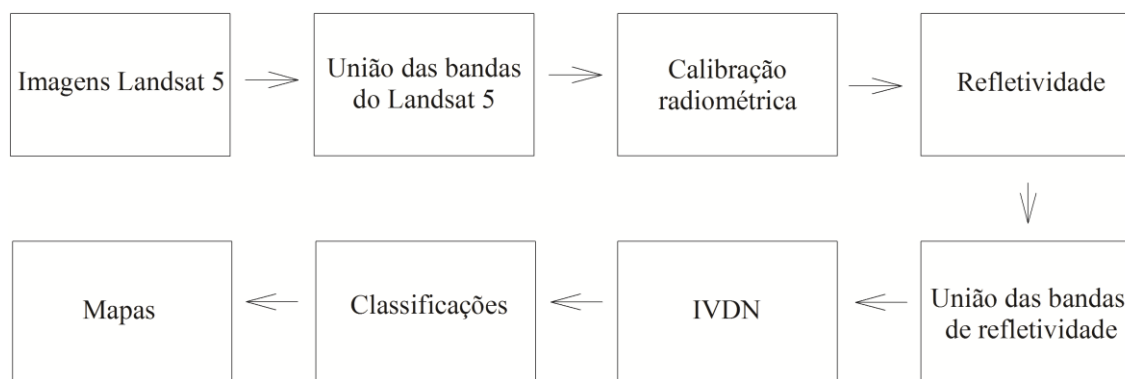 Imagens Landsat 5
União das bandas
do Landsat 5
Calibração
radiométrica
Refletividade
União das bandas
de refletividade
IVDN
Classificações
Mapas